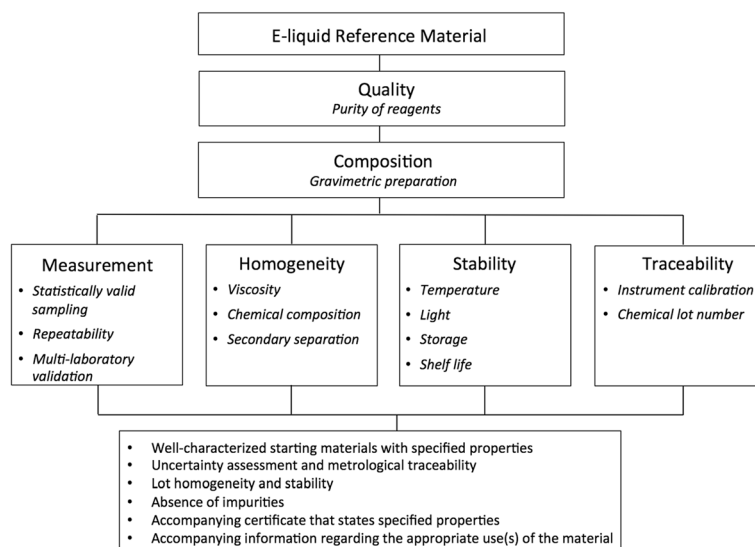 E-liquid Reference Material
Quality
Purity of reagents
Composition
Gravimetric preparation
Measurement
• Statistically valid
sampling
• Repeatability
• Multi-laboratory
validation
Homogeneity
• Viscosity
• Chemical composition
• Secondary separation
Stability
• Temperature
• Light
• Storage
• Shelf life
Traceability
• Instrument calibration
• Chemical lot number
• Well-characterized starting materials with specified properties
• Uncertainty assessment and metrological traceability
• Lot homogeneity and stability
• Absence of impurities
• Accompanying certificate that states specified properties
• Accompanying information regarding the appropriate use(s) of the material